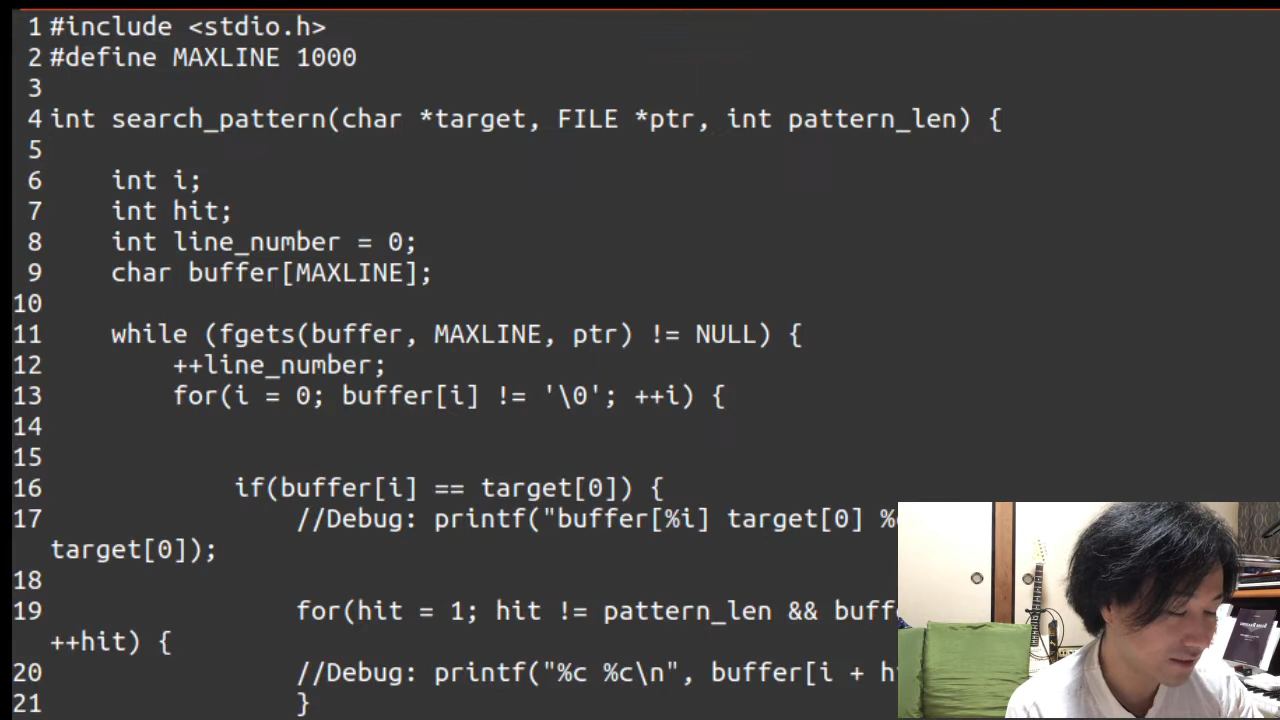 1 #include <stdio.h>
2 #define MAXLINE 1000
3
4 int search_pattern(char *target, FILE *ptr, int pattern_len) {
5
6     int i;
7     int hit;
8     int line_number = 0;
9     char buffer[MAXLINE];
10
11     while (fgets(buffer, MAXLINE, ptr) != NULL) {
12         ++line_number;
13         for(i = 0; buffer[i] != '\0'; ++i) {
14
15
16             if(buffer[i] == target[0]) {
17                 //Debug: printf("buffer[%i] target[0] %
target[0]);
18
19                 for(hit = 1; hit != pattern_len && buff
++hit) {
20                 //Debug: printf("%c %c\n", buffer[i + h
21                 }